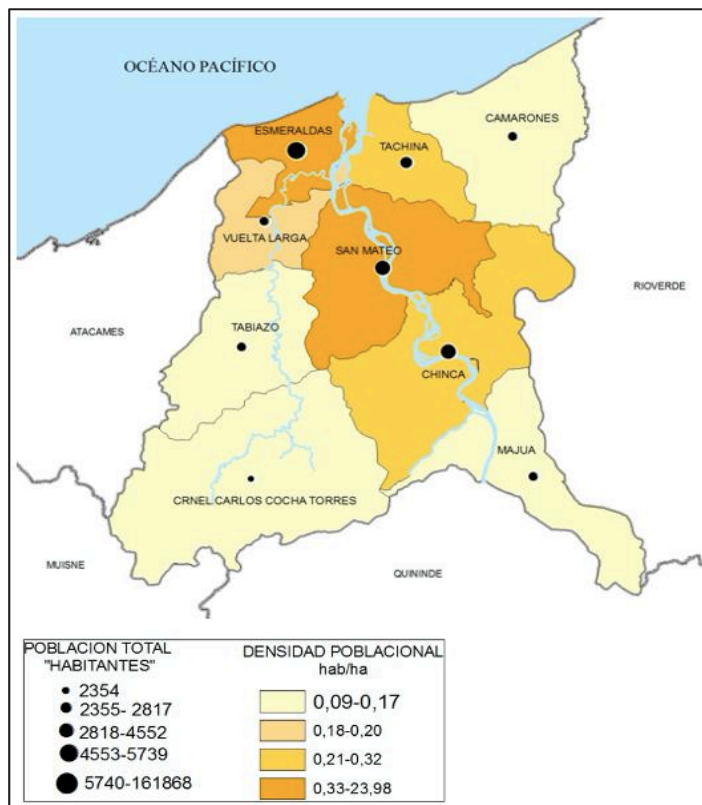 OCÉANO PACÍFICO
ESMERALDAS
CAMARONES
TACHINA
VUELTA LARGA
SAN MATEO
RIOVERDE
ATACAMES
TABIAZO
CHINCA
MAJUA
CRNEL CARLOS COCHA TORRES
MUISNE
QUININDE
POBLACION TOTAL
"HABITANTES"
2354
2355- 2817
2818-4552
4553-5739
5740-161868
DENSIDAD POBLACIONAL
hab/ha
0,09-0,17
0,18-0,20
0,21-0,32
0,33-23,98